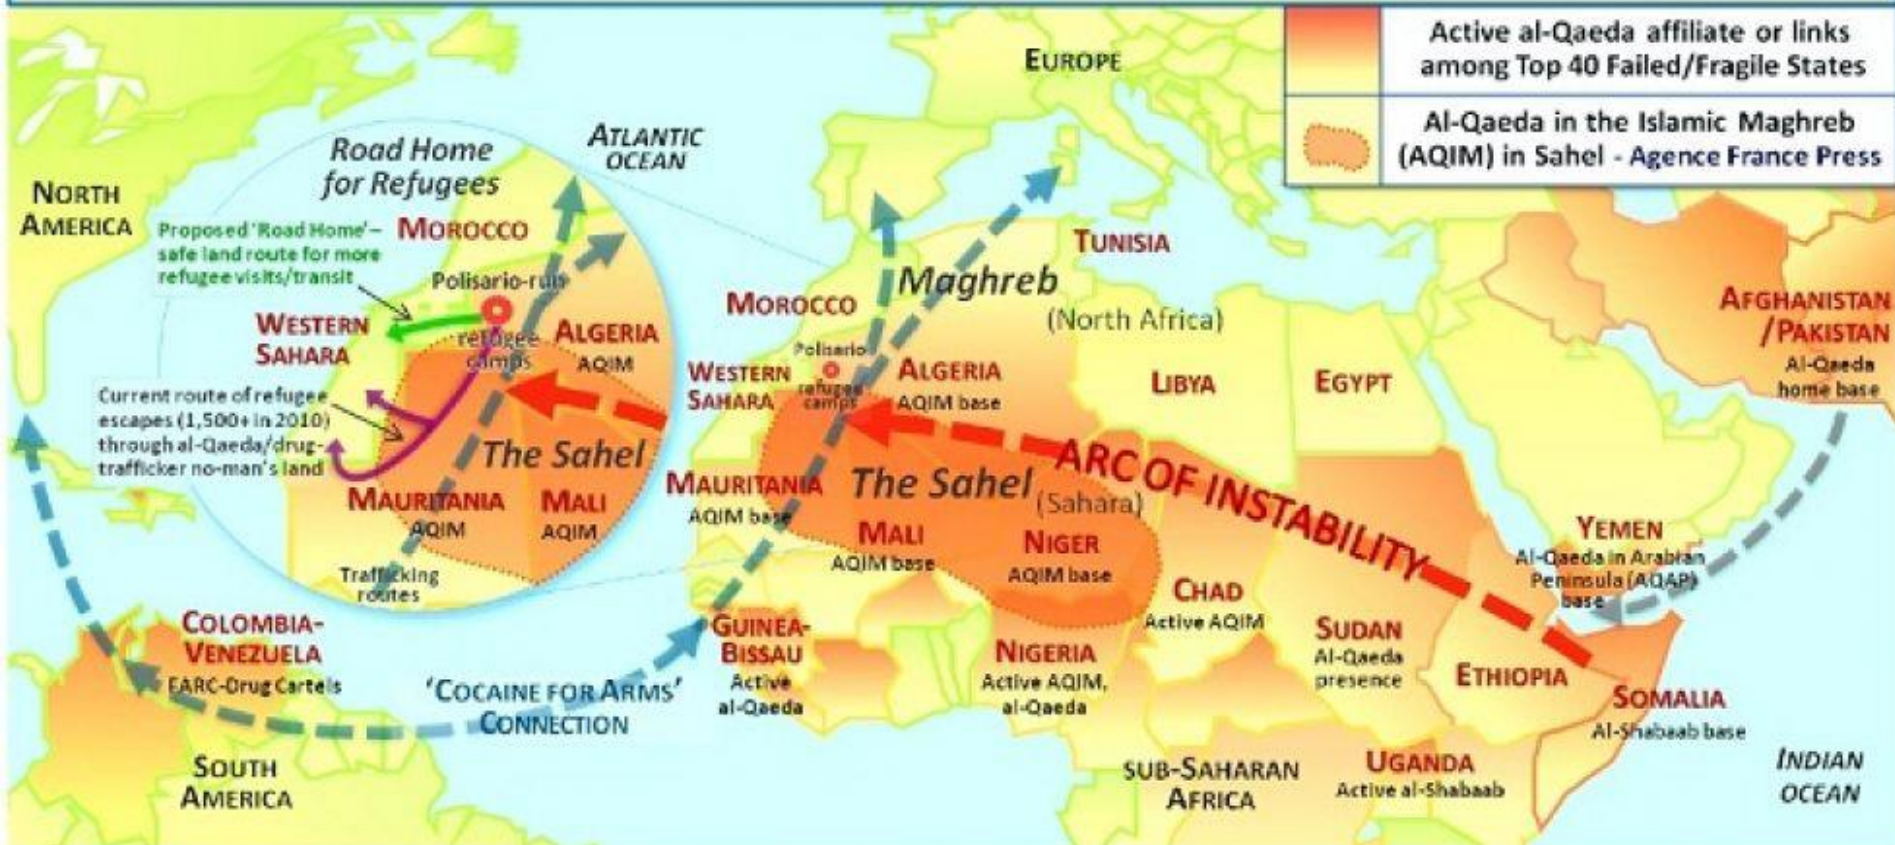 Active al-Qaeda affiliate or links
among Top 40 Failed/Fragile States
Al-Qaeda in the Islamic Maghreb
(AQIM) in Sahel - Agence France Press
EUROPE
ATLANTIC
OCEAN
NORTH
AMERICA
Road Home
for Refugees
Proposed 'Road Home'–
safe land route for more
refugee visits/transit
MOROCCO
Polisario-run
refugee
camps
WESTERN
SAHARA
ALGERIA
AQIM
Current route of refugee
escapes (1,500+ in 2010)
through al-Qaeda/drug-
trafficker no-man's land
The Sahel
MAURITANIA
AQIM
MALI
AQIM
Trafficking
routes
TUNISIA
Maghreb
(North Africa)
MOROCCO
Polisario
refugee
camps
WESTERN
SAHARA
ALGERIA
AQIM base
LIBYA
EGYPT
AFGHANISTAN
/PAKISTAN
Al-Qaeda
home base
ARC OF INSTABILITY
MAURITANIA
AQIM base
The Sahel
(Sahara)
MALI
AQIM base
NIGER
AQIM base
CHAD
Active AQIM
YEMEN
Al-Qaeda in Arabian
Peninsula (AQAP)
base
COLOMBIA-
VENEZUELA
FARC-Drug Cartels
'COCAINE FOR ARMS'
CONNECTION
GUINEA-
BISSAU
Active
al-Qaeda
NIGERIA
Active AQIM,
al-Qaeda
SUDAN
Al-Qaeda
presence
ETHIOPIA
SOMALIA
Al-Shabaab base
SOUTH
AMERICA
SUB-SAHARAN
AFRICA
UGANDA
Active al-Shabaab
INDIAN
OCEAN